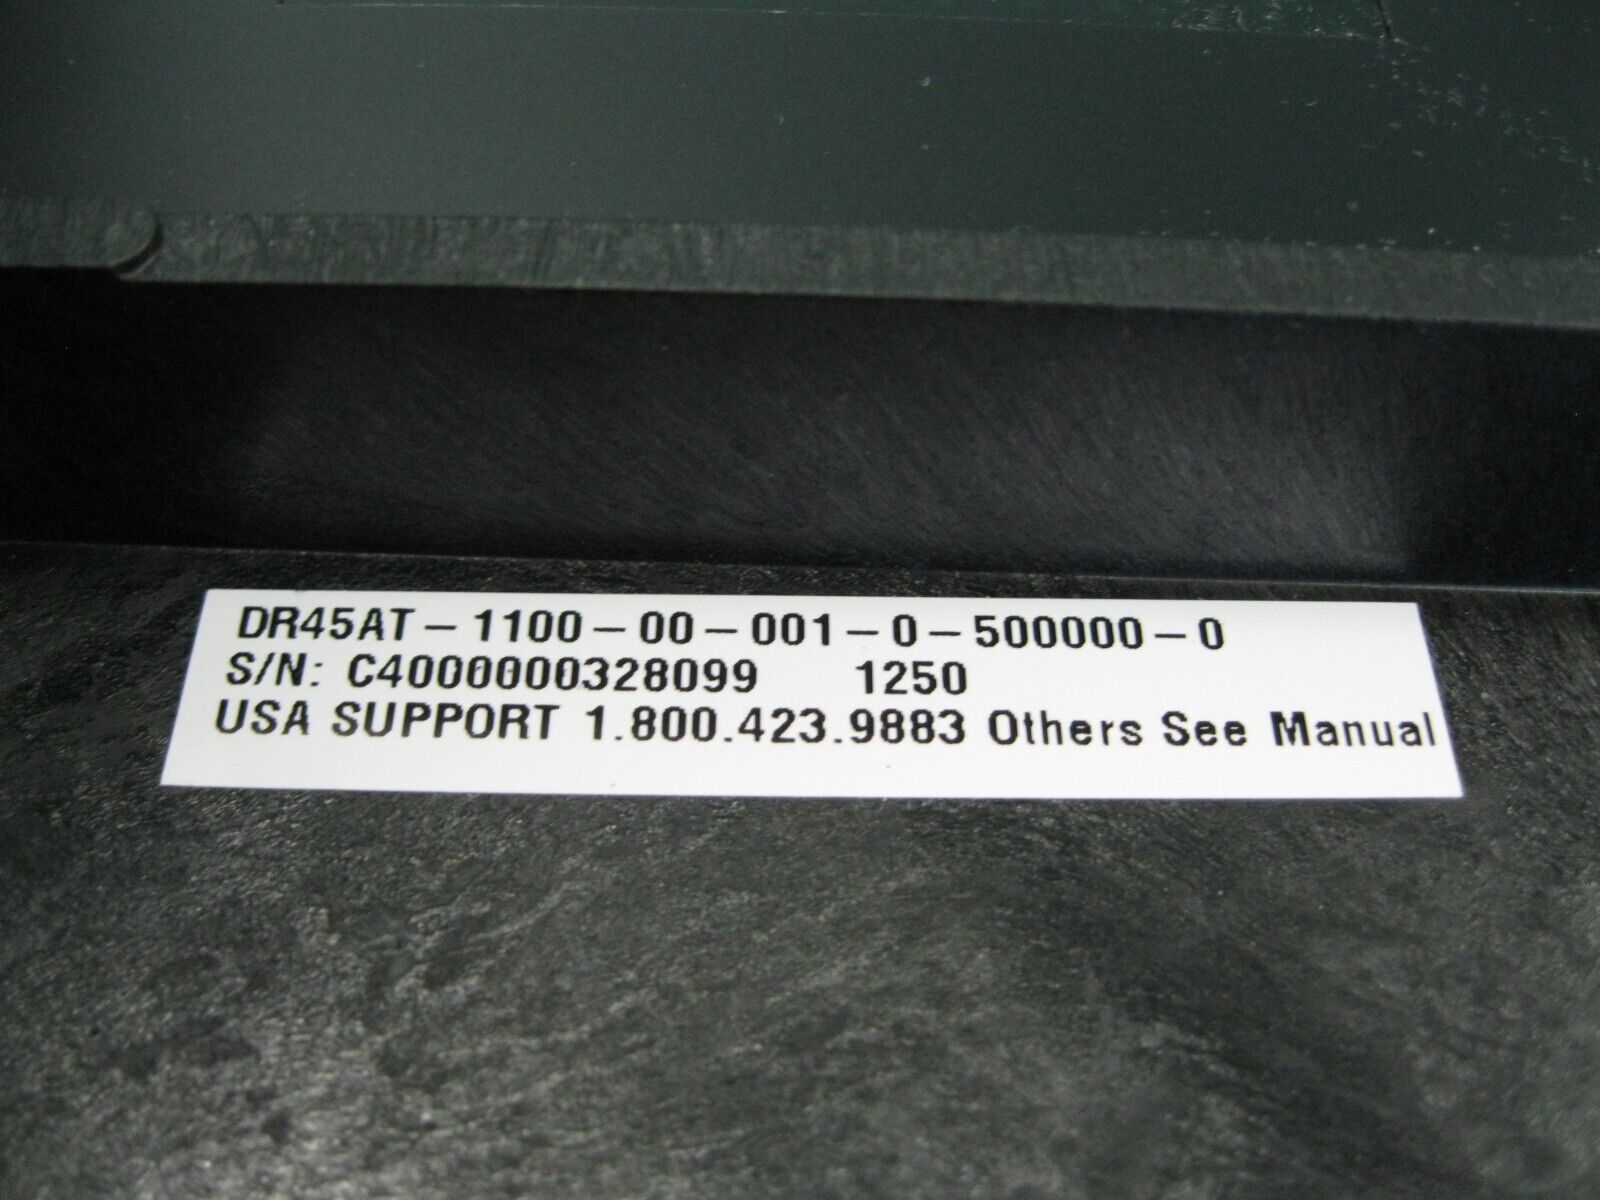 DR45AT-1100-00-001-0-500000-0
S/N: C4000000328099 1250
USA SUPPORT 1.800.423.9883 Others See Manual